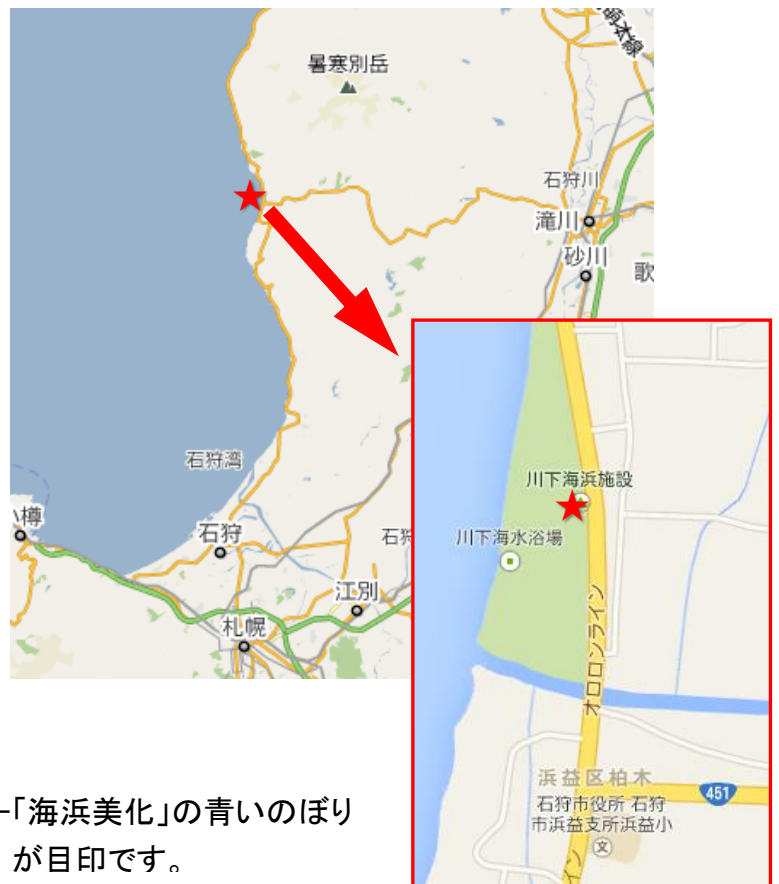 暑寒別岳
石狩川
滝川
砂川
歌
石狩湾
小樽
石狩
石狩
江別
札幌
川下海浜施設
川下海水浴場
オロロンライン
浜益区柏木
451
石狩市役所 石狩
市浜益支所浜益小
文
イン
「海浜美化」の青いのぼり
が目印です。